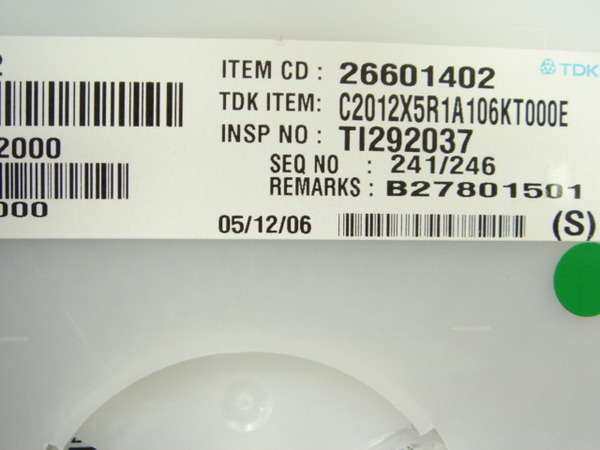 2
ITEM CD : 26601402
TDK
TDK ITEM: C2012X5R1A106KT000E
INSP NO : TI292037
2000
SEQ NO : 241/246
REMARKS : B27801501
000
05/12/06
(S)